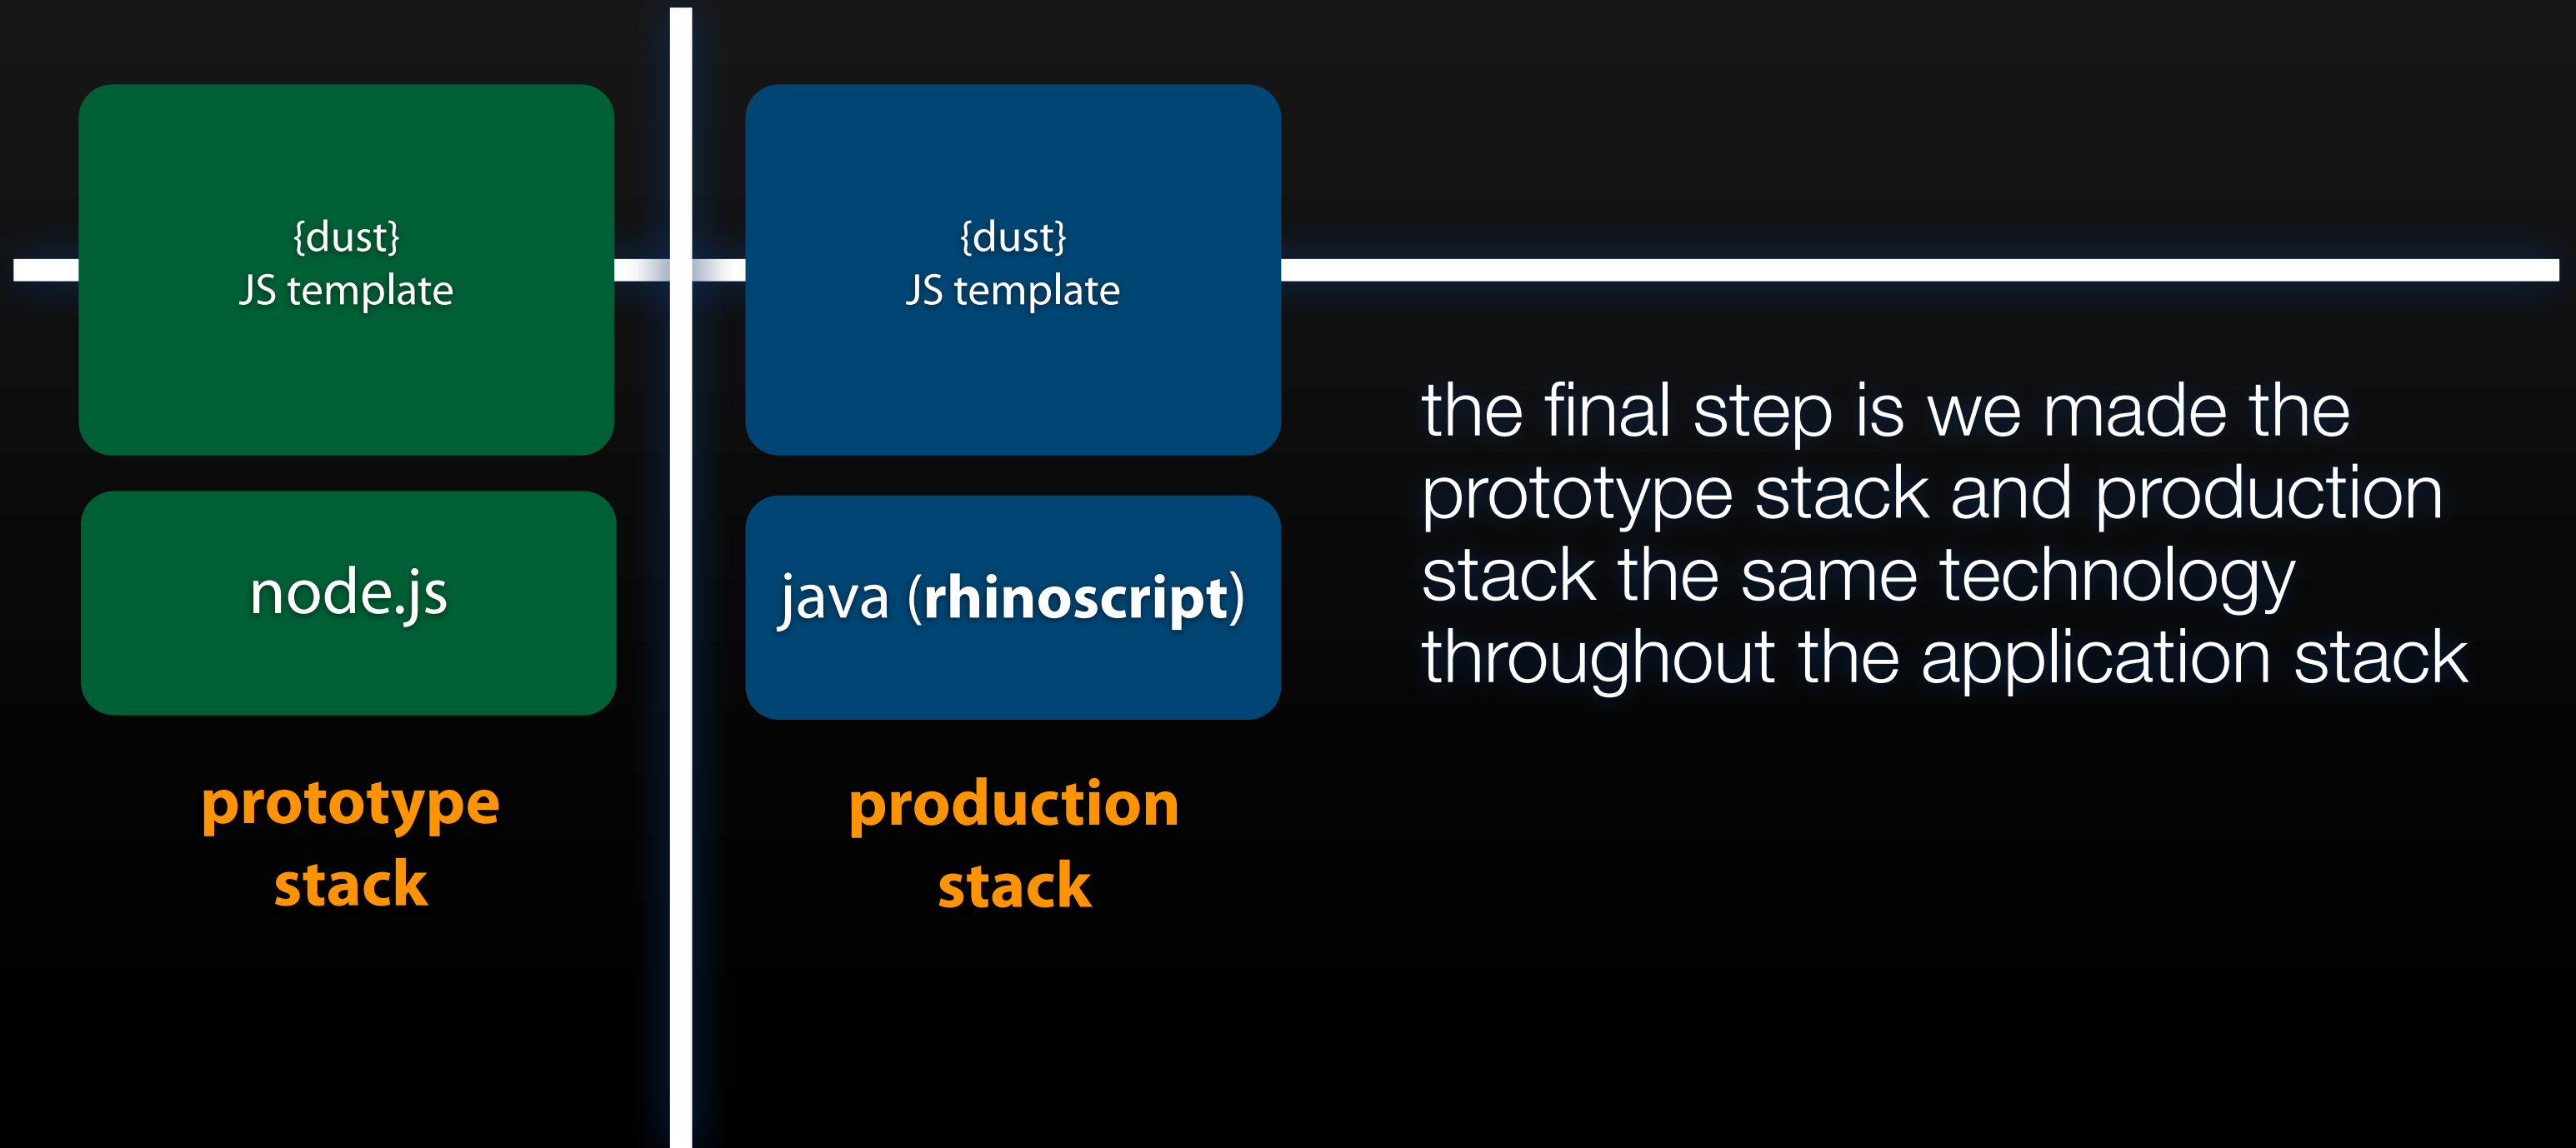 {dust}
JS template
node.js
prototype
stack
{dust}
JS template
java (rhinoscript)
production
stack
the final step is we made the
prototype stack and production
stack the same technology
throughout the application stack